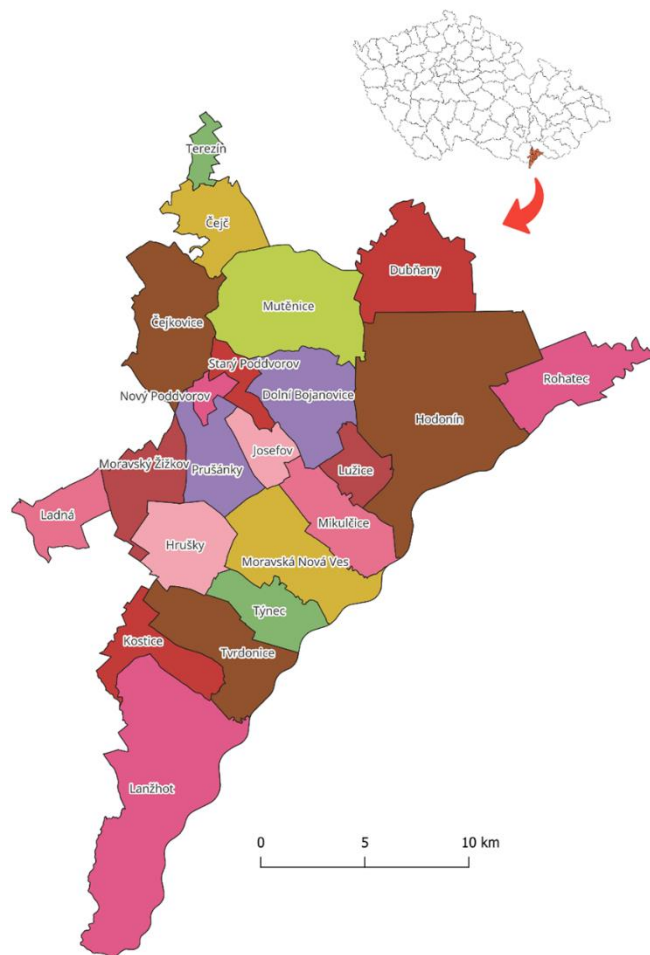 Terezín
Čejč
Dubňany
Mutěnice
Čejkovice
Starý Poddvorov
Rohatec
Nový Poddvorov
Dolní Bojanovice
Hodonín
Josefov
Moravský Žižkov
Prušánky
Lužice
Ladná
Mikulčice
Hrušky
Moravská Nová Ves
Týnec
Kostice
Tvrdonice
Lanžhot
0 5 10 km